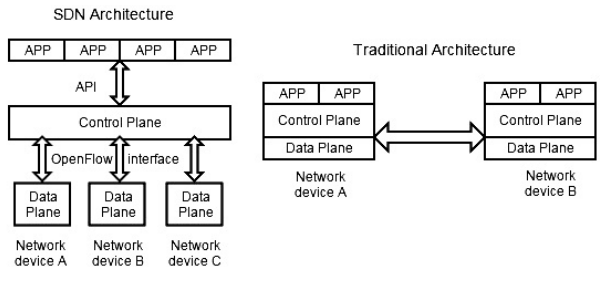 SDN Architecture
APP APP APP APP
API
Control Plane
OpenFlow interface
Data Plane
Data Plane
Data Plane
Network device A
Network device B
Network device C
Traditional Architecture
APP APP
Control Plane
Data Plane
Network device A
APP APP
Control Plane
Data Plane
Network device B